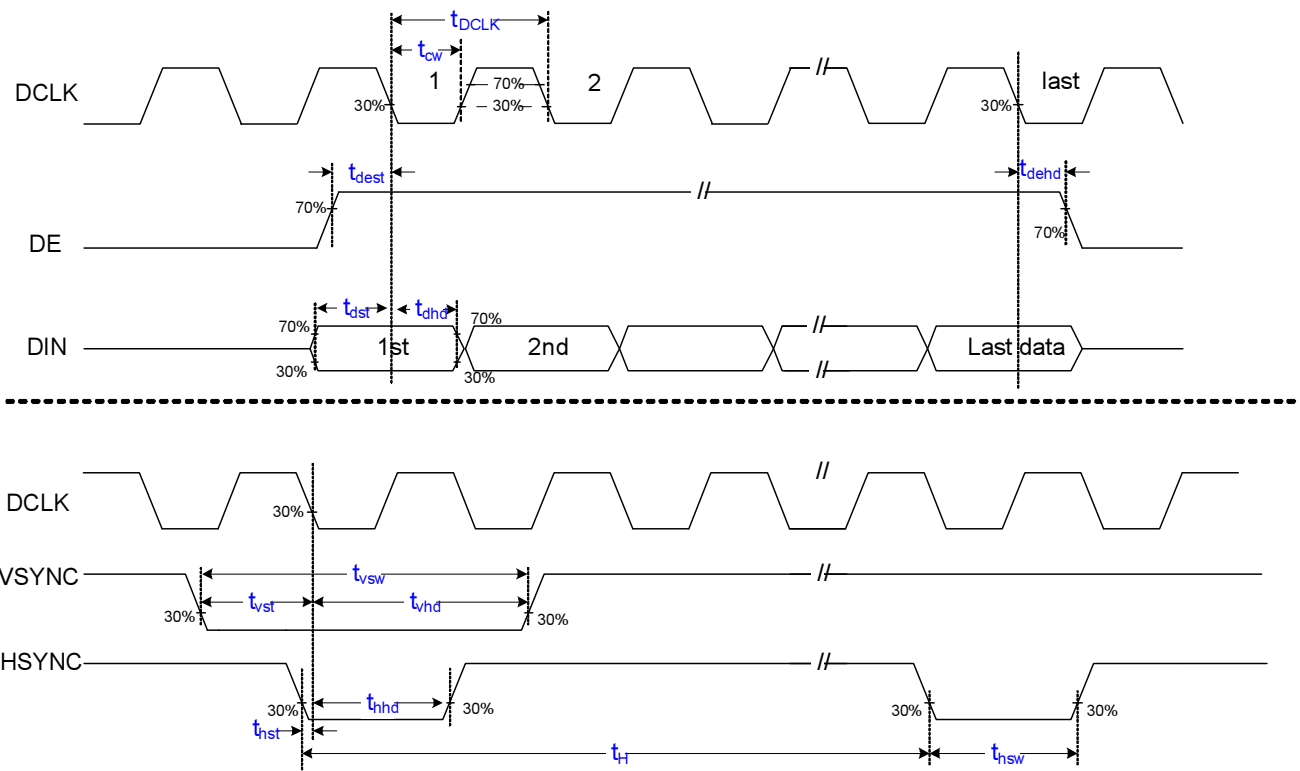 tDCLK
tcw
DCLK
1
70%
30%
30%
2
//
30%
last
tdest
tdehd
DE
70%
//
70%
tdst
tdhd
DIN
70%
30%
1st
70%
30%
2nd
//
//
Last data
DCLK
30%
//
VSYNC
tvsw
//
30%
tvst
tvhd
30%
HSYNC
//
30%
thhd
30%
30%
30%
thst
tH
thsw